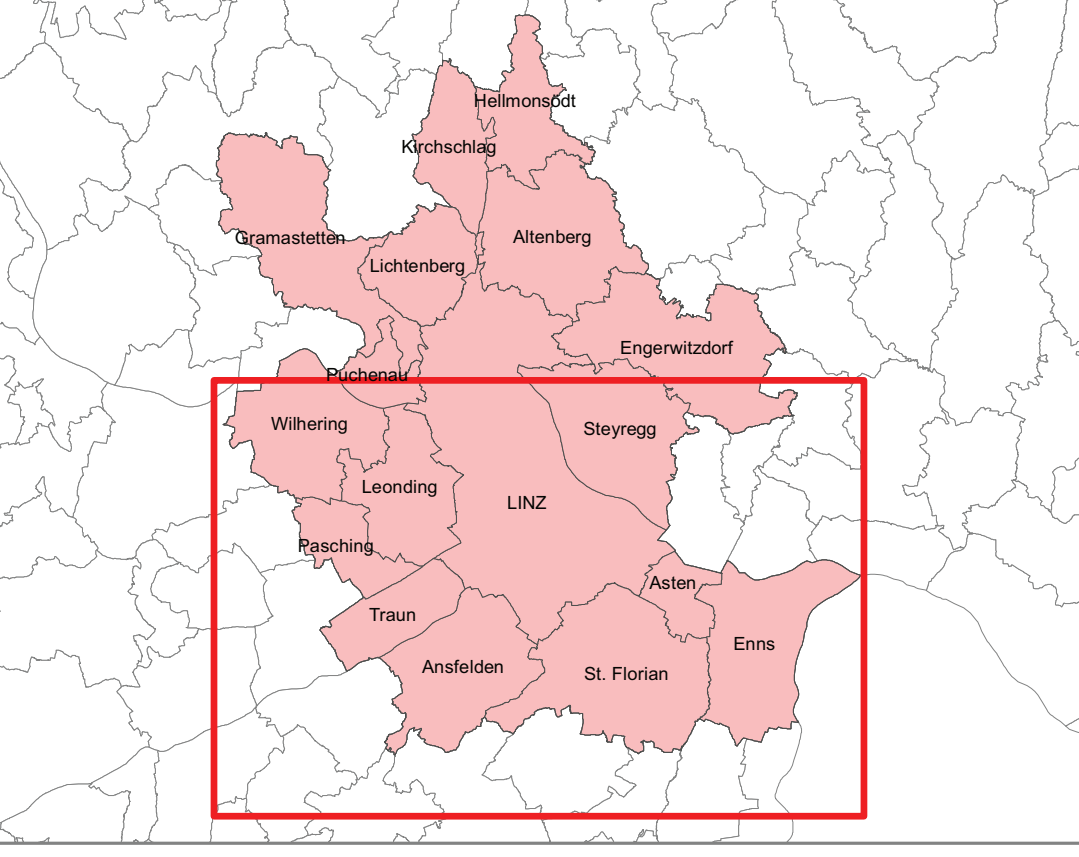 Hellmonsödt
Kirchschlag
Gramastetten
Altenberg
Lichtenberg
Engerwitzdorf
Puchenau
Wilhering
Steyregg
Leonding
LINZ
Pasching
Asten
Traun
Enns
Ansfelden
St. Florian